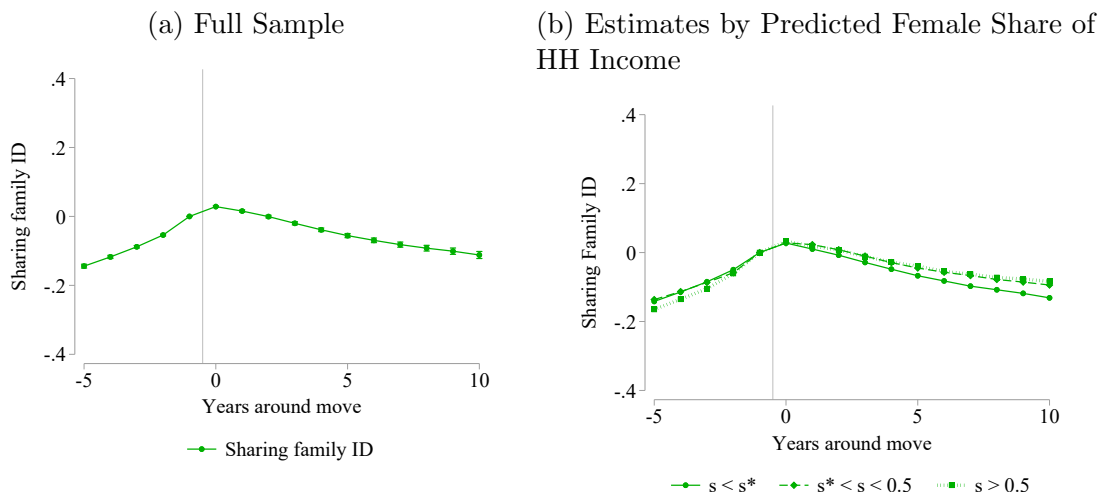 (a) Full Sample
.4
.2
0
-.2
-.4
Sharing family ID
-5
0
5
10
Years around move
Sharing family ID
(b) Estimates by Predicted Female Share of
HH Income
.4
.2
0
-.2
-.4
Sharing Family ID
-5
0
5
10
Years around move
s < s*
s* < s < 0.5
s > 0.5